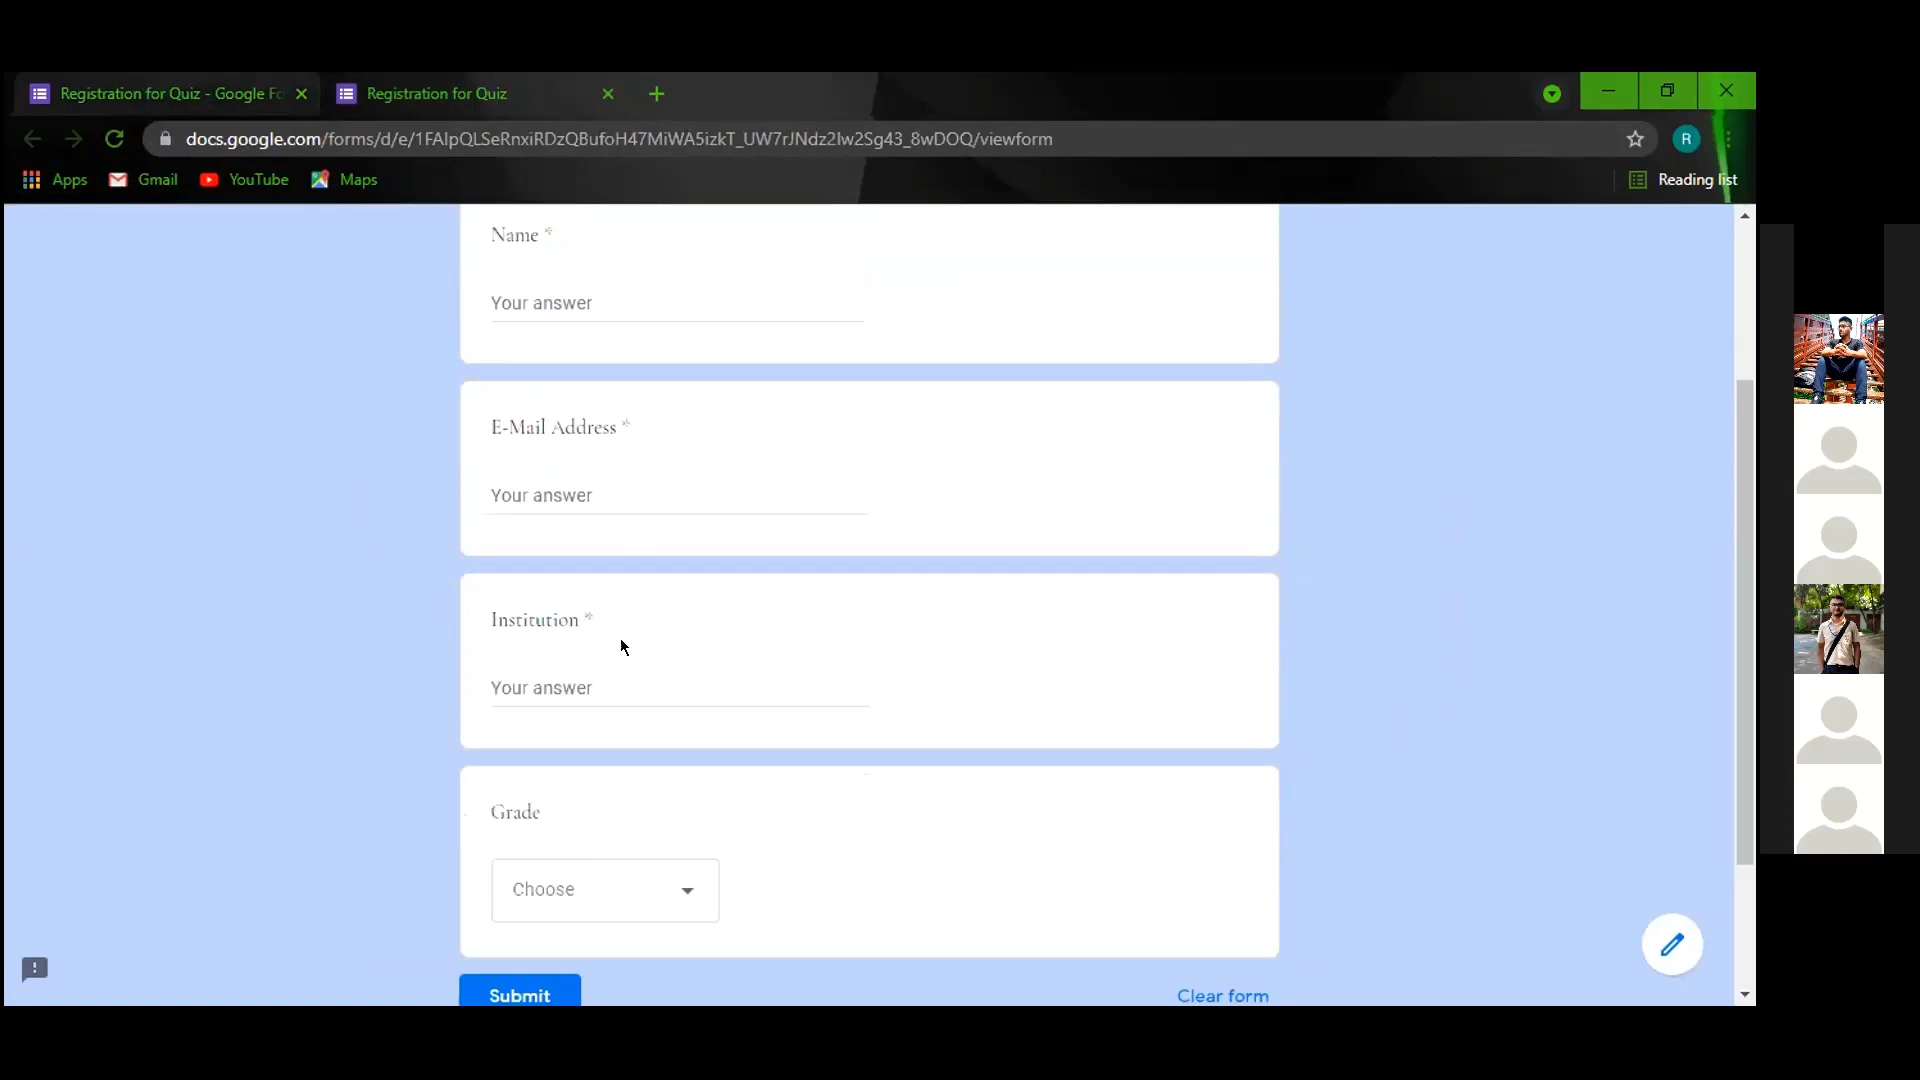 Registration for Quiz - Google Fo
Registration for Quiz
docs.google.com/forms/d/e/1FAIpQLSeRnxiRDzQBufoH47MiWA5izkT_UW7rJNdz2Iw2Sg43_8wDOQ/viewform
R
Apps
Gmail
YouTube
Maps
Reading list
Name *
Your answer
E-Mail Address *
Your answer
Institution *
Your answer
Grade
Choose
Submit
Clear form